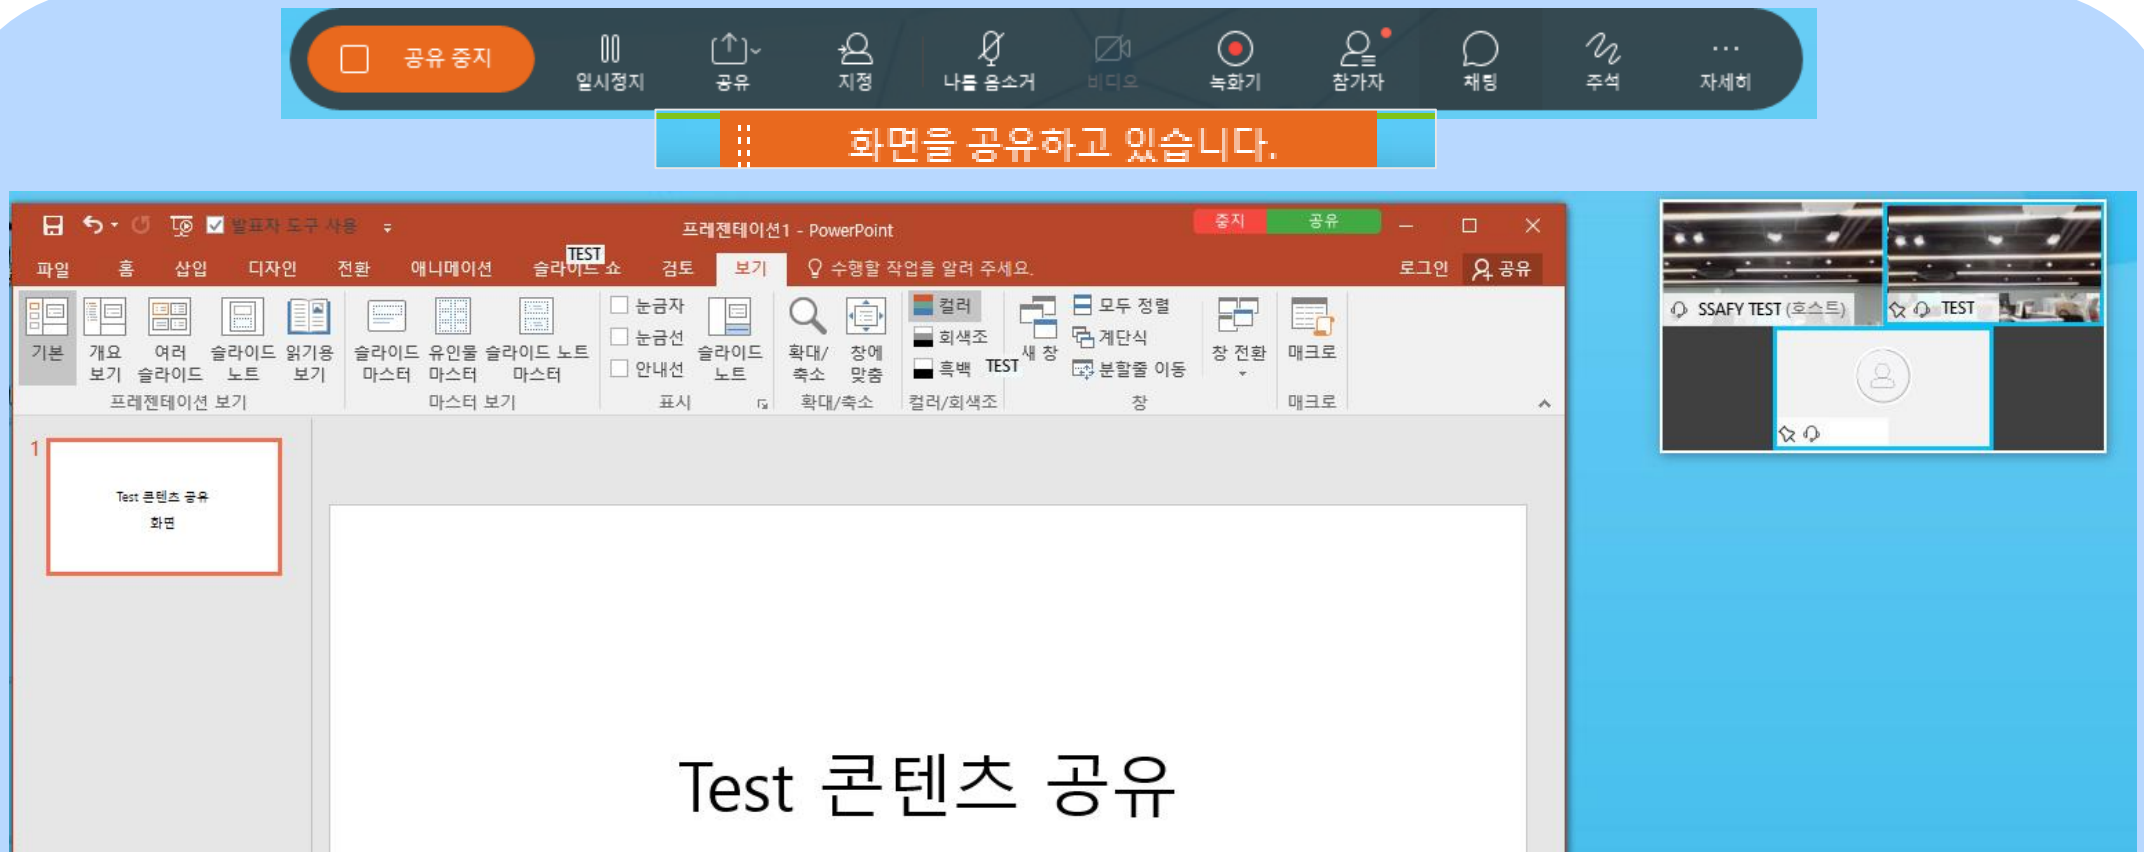 공유 중지
일시정지
공유
지정
나를 음소거
비디오
녹화기
참가자
채팅
주석
자세히
화면을 공유하고 있습니다.
발표자 도구 사용
프레젠테이션1 - PowerPoint
중지
공유
TEST
파일
홈
삽입
디자인
전환
애니메이션
슬라이드 쇼
검토
보기
수행할 작업을 알려 주세요.
로그인
공유
기본
개요
보기
여러
슬라이드
슬라이드
노트
읽기용
보기
프레젠테이션 보기
슬라이드
마스터
유인물
마스터
슬라이드 노트
마스터
마스터 보기
눈금자
눈금선
안내선
슬라이드
노트
표시
확대/
축소
창에
맞춤
확대/축소
컬러
회색조
흑백
TEST
컬러/회색조
새 창
모두 정렬
계단식
분할줄 이동
창 전환
창
매크로
매크로
SSAFY TEST (호스트)
TEST
1
Test 콘텐츠 공유
화면
Test 콘텐츠 공유